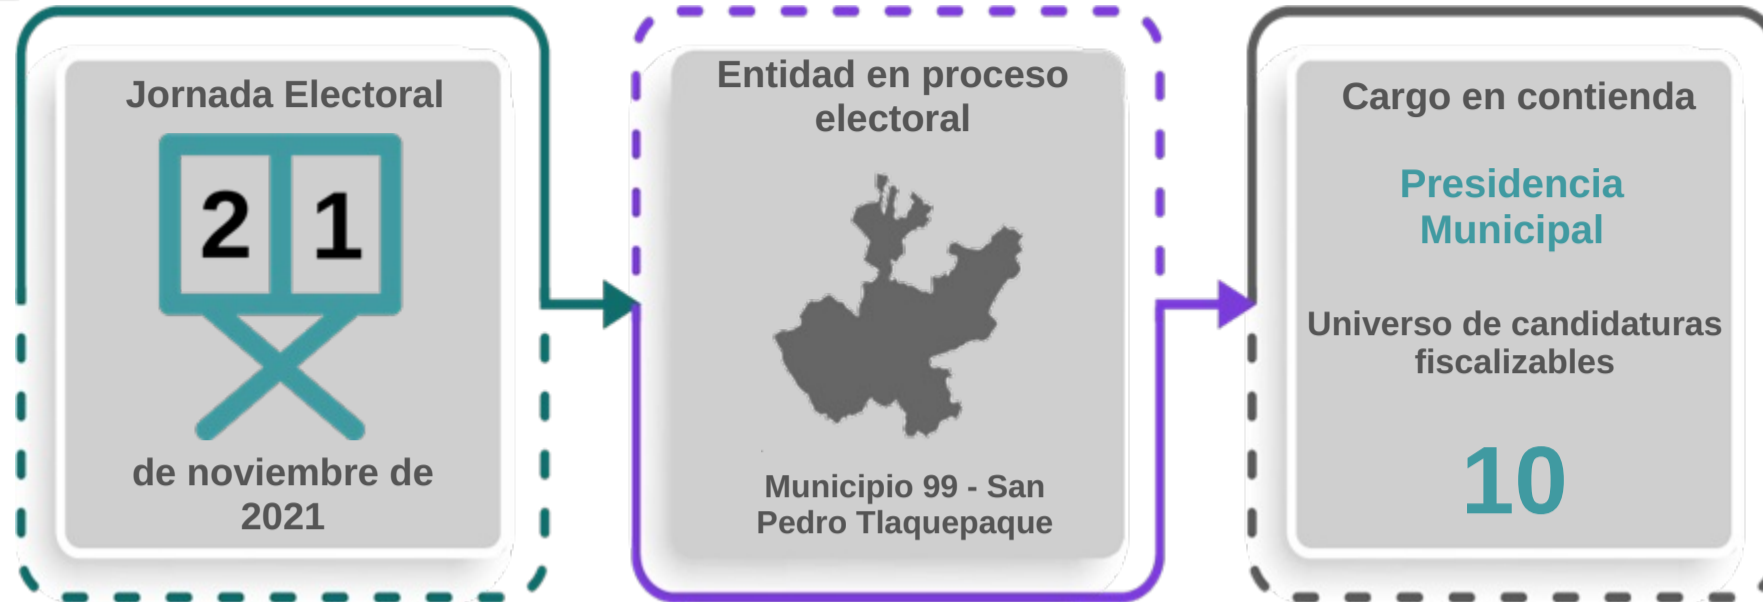 Jornada Electoral
2 1
de noviembre de
2021
Entidad en proceso
electoral
Municipio 99 - San
Pedro Tlaquepaque
Cargo en contienda
Presidencia
Municipal
Universo de candidaturas
fiscalizables
10